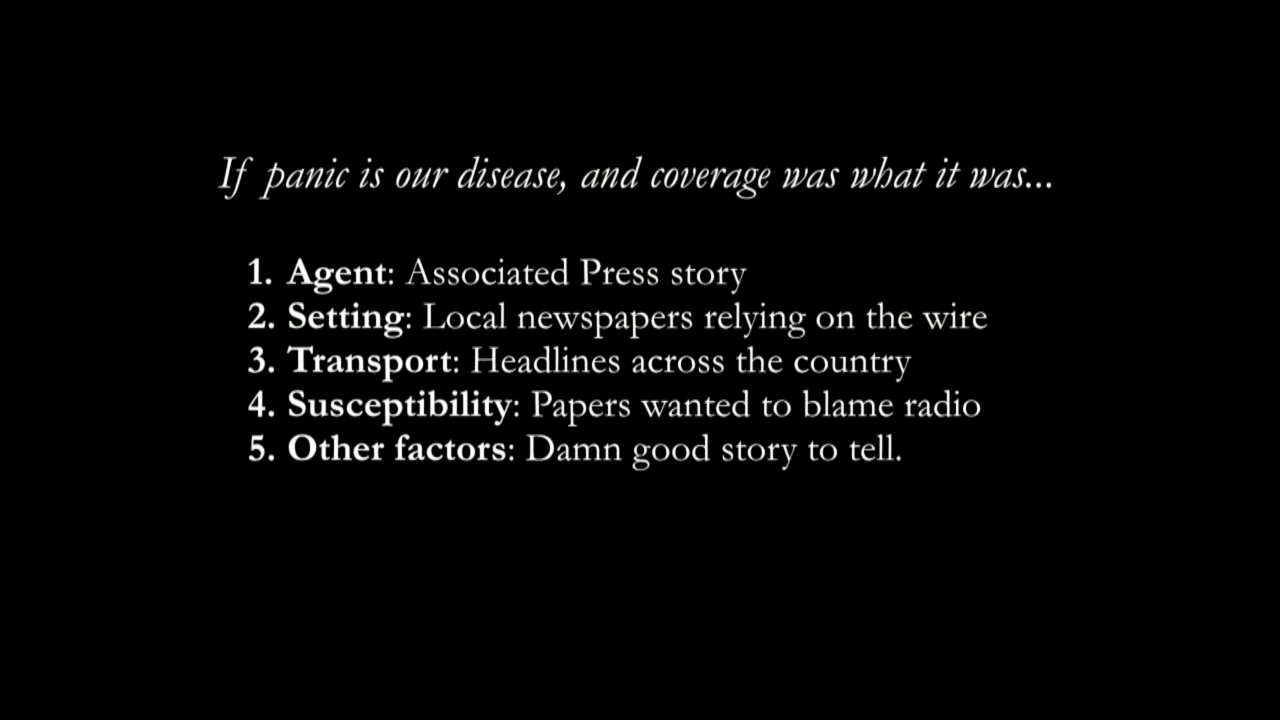 If panic is our disease, and coverage was what it was...
1. Agent: Associated Press story
2. Setting: Local newspapers relying on the wire
3. Transport: Headlines across the country
4. Susceptibility: Papers wanted to blame radio
5. Other factors: Damn good story to tell.